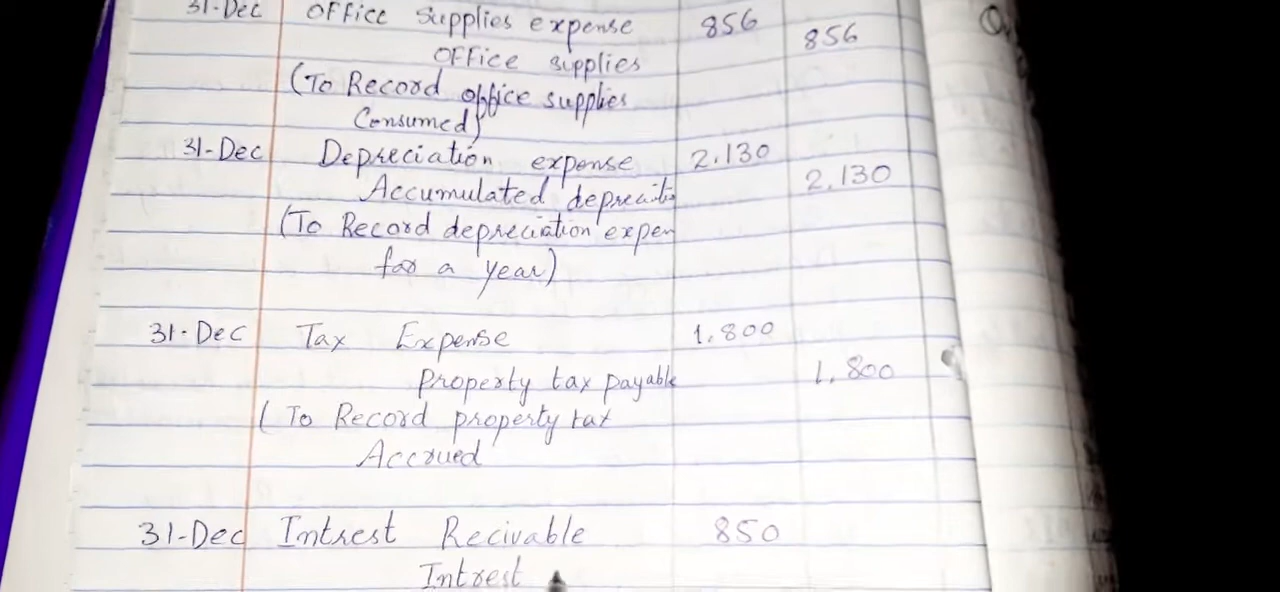 31-Dec Office Supplies expense 856
Office supplies 856
(To Record office supplies
Consumed)
31-Dec Depreciation expense 2,130
Accumulated depreciatio 2,130
(To Record depreciation expen
for a year)
31-Dec Tax Expense 1,800
Property tax payable 1,800
(To Record property tax
Accrued
31-Dec Intrest Recivable 850
Intrest